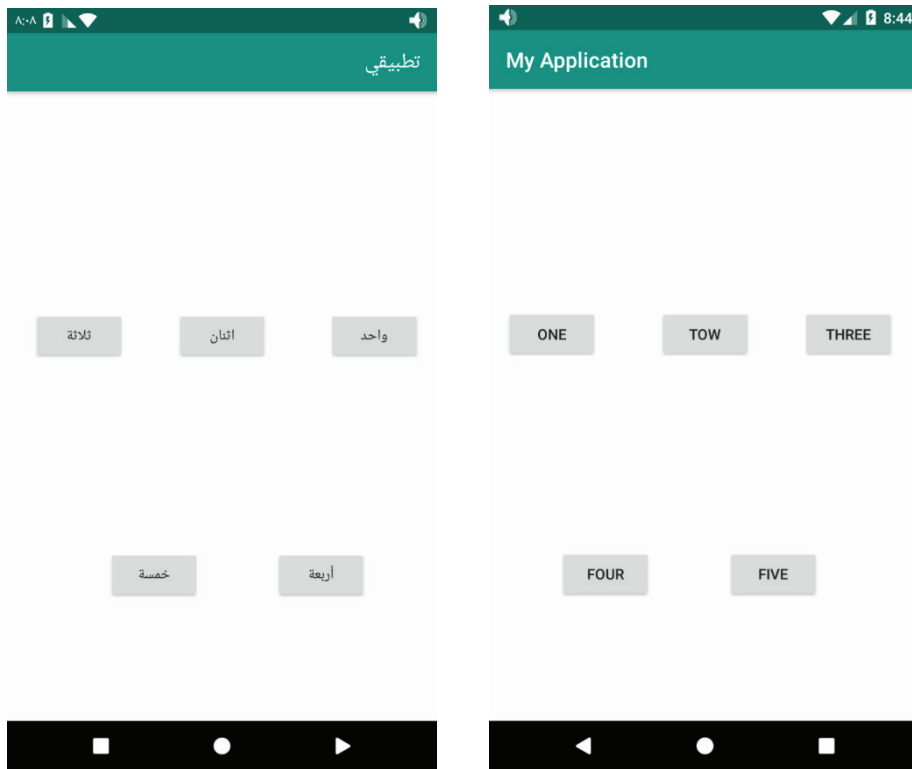 ٨:٠٨
تطبيقي
واحد اثنان ثلاثة
أربعة خمسة
8:44
My Application
ONE TOW THREE
FOUR FIVE